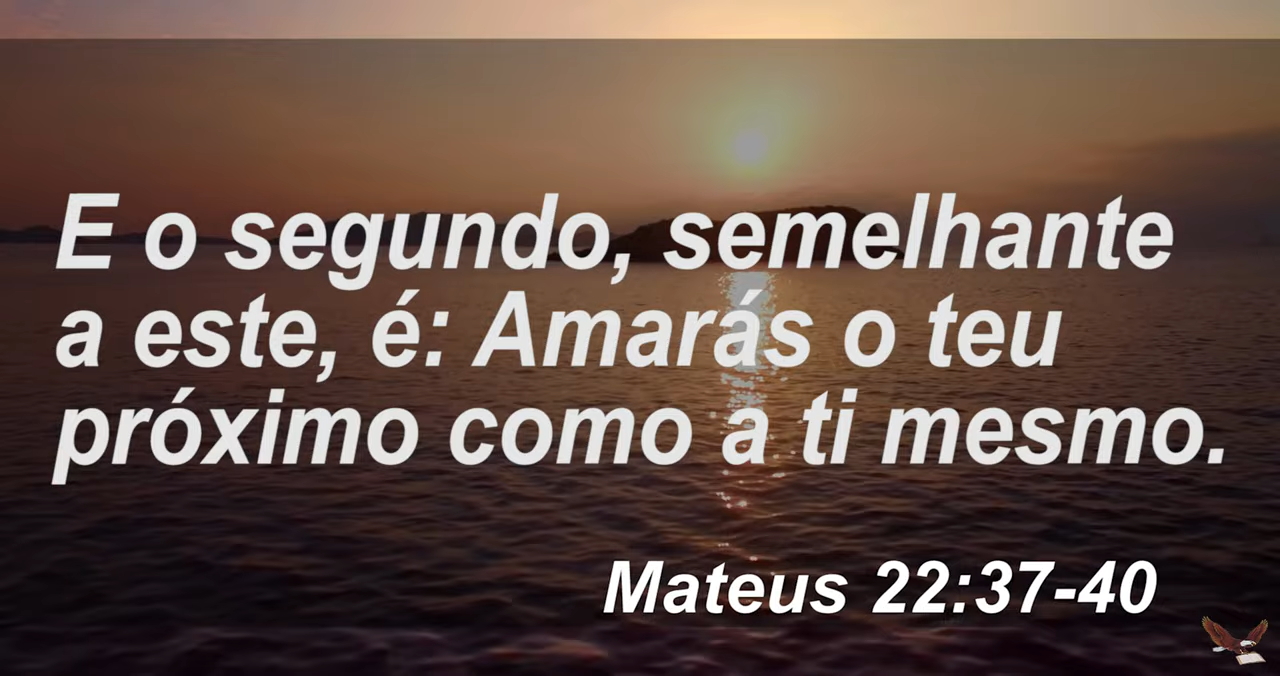 E o segundo, semelhante
a este, é: Amarás o teu
próximo como a ti mesmo.
Mateus 22:37-40